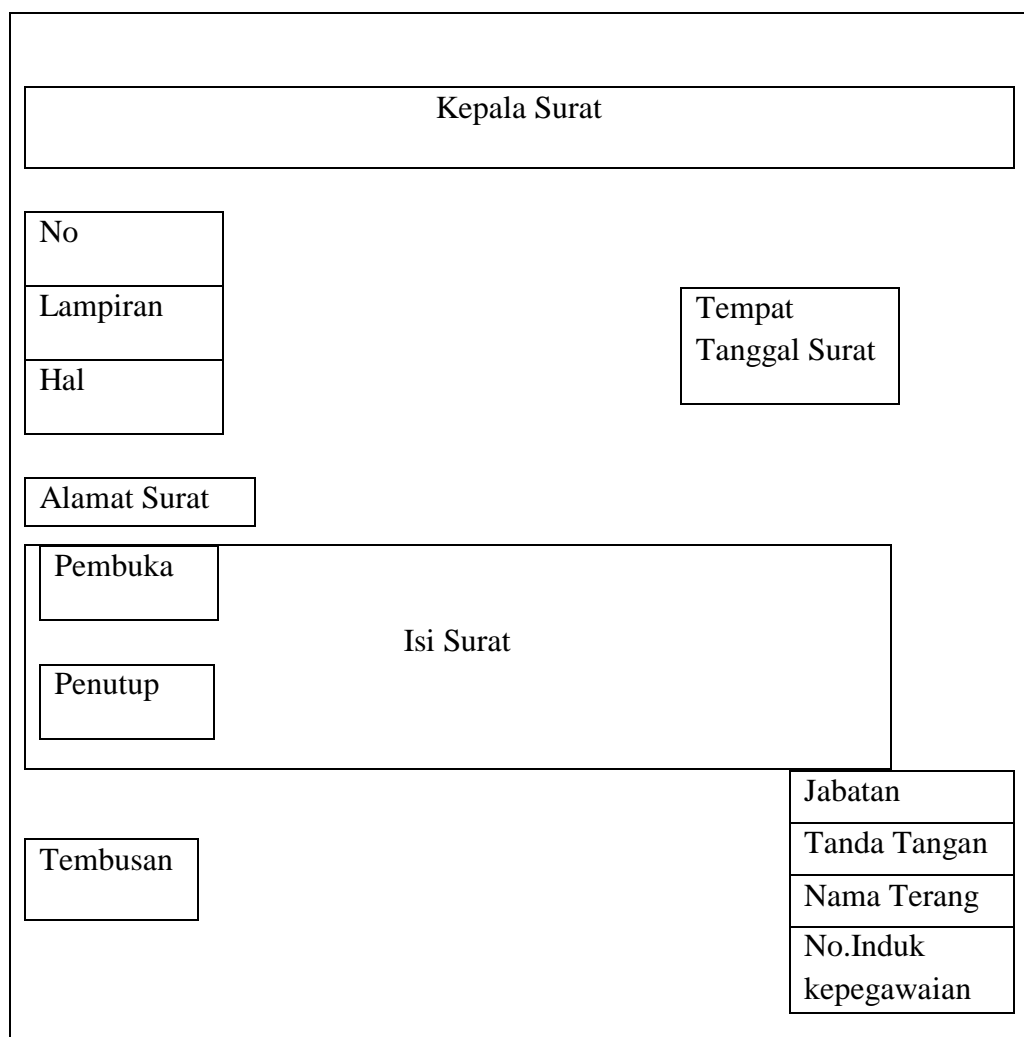 Kepala Surat
No
Lampiran
Hal
Tempat
Tanggal Surat
Alamat Surat
Pembuka
Isi Surat
Penutup
Jabatan
Tanda Tangan
Nama Terang
No.Induk
kepegawaian
Tembusan